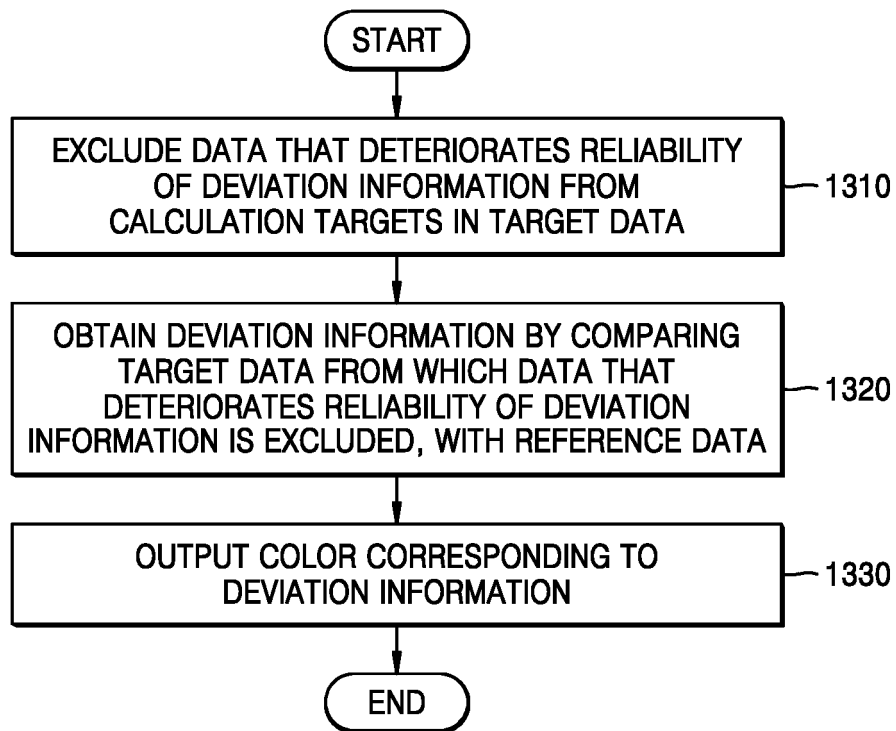 START
EXCLUDE DATA THAT DETERIORATES RELIABILITY
OF DEVIATION INFORMATION FROM
CALCULATION TARGETS IN TARGET DATA
1310
OBTAIN DEVIATION INFORMATION BY COMPARING
TARGET DATA FROM WHICH DATA THAT
DETERIORATES RELIABILITY OF DEVIATION
INFORMATION IS EXCLUDED, WITH REFERENCE DATA
1320
OUTPUT COLOR CORRESPONDING TO
DEVIATION INFORMATION
1330
END